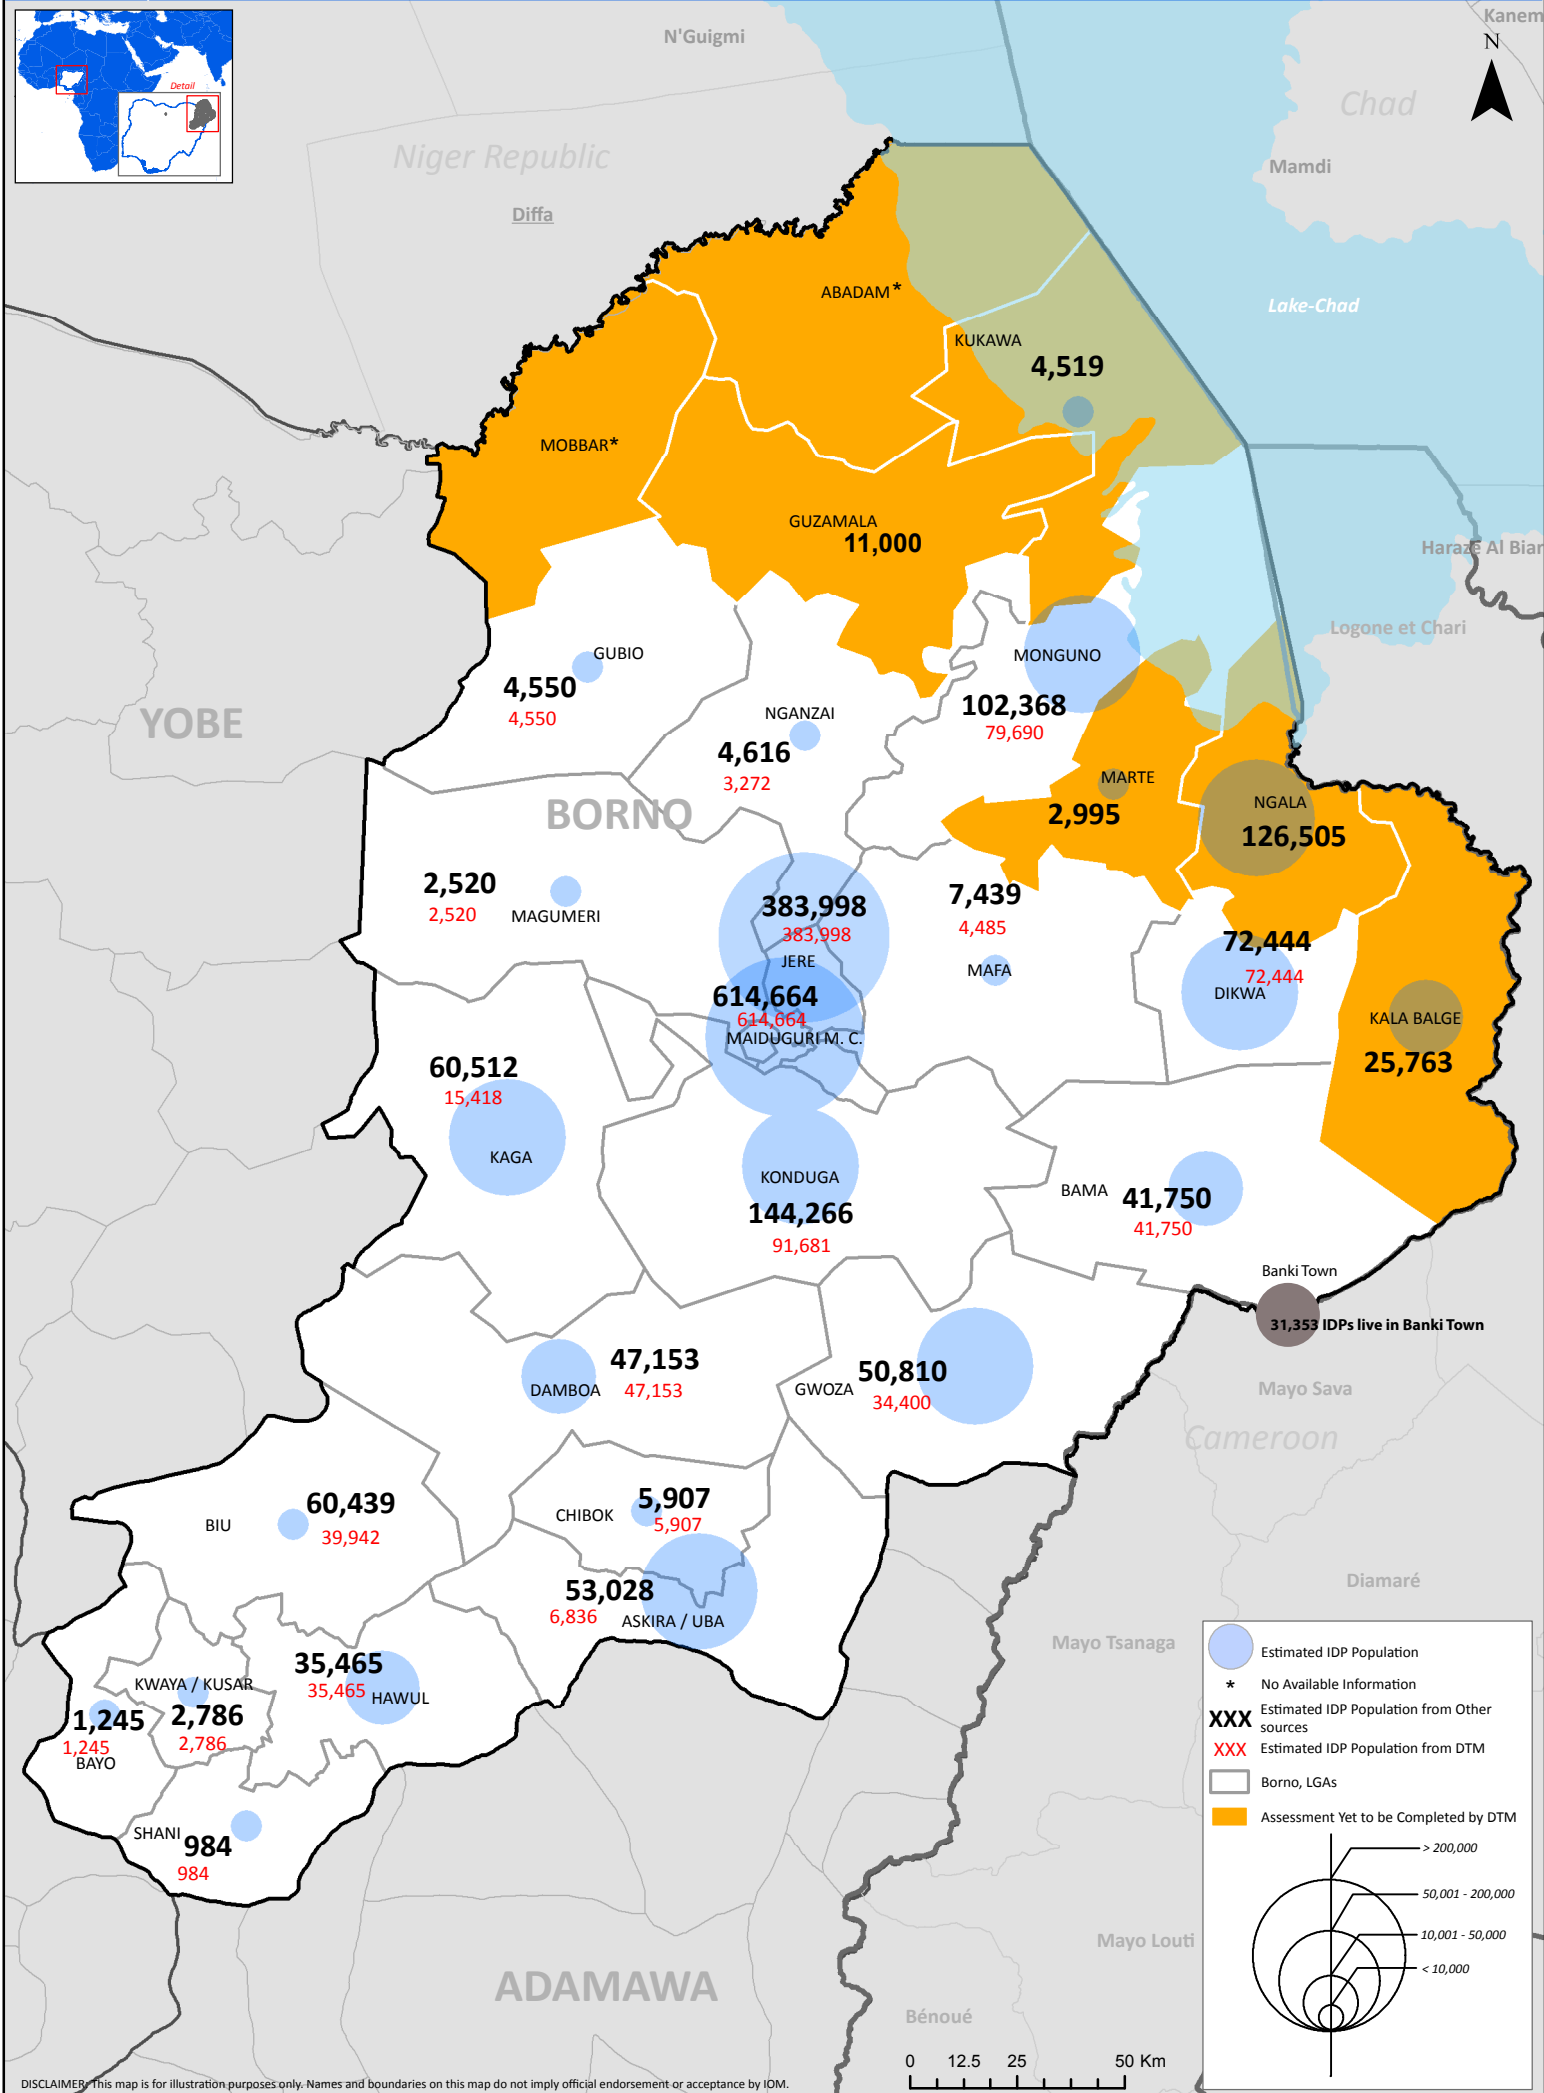 Kanem
N
N'Guigmi
Detail
Chad
Niger Republic
Mamdi
Diffa
ABADAM*
Lake-Chad
KUKAWA
4,519
MOBBAR*
GUZAMALA
11,000
Haraze Al Biar
Logone et Chari
GUBIO
MONGUNO
4,550
4,550
102,368
79,690
YOBE
NGANZAI
4,616
3,272
MARTE
2,995
NGALA
126,505
BORNO
2,520
2,520
MAGUMERI
383,998
383,998
JERE
7,439
4,485
MAFA
72,444
72,444
DIKWA
614,664
614,664
MAIDUGURI M. C.
KALA BALGE
25,763
60,512
15,418
KAGA
KONDUGA
144,266
91,681
BAMA
41,750
41,750
Banki Town
31,353 IDPs live in Banki Town
47,153
47,153
DAMBOA
50,810
34,400
GWOZA
Mayo Sava
Cameroon
60,439
39,942
BIU
CHIBOK
5,907
5,907
53,028
6,836
ASKIRA / UBA
Diamaré
Mayo Tsanaga
35,465
35,465
HAWUL
KWAYA / KUSAR
2,786
2,786
1,245
1,245
BAYO
SHANI
984
984
Estimated IDP Population
* No Available Information
XXX Estimated IDP Population from Other
sources
XXX Estimated IDP Population from DTM
Borno, LGAs
Assessment Yet to be Completed by DTM
> 200,000
50,001 - 200,000
10,001 - 50,000
< 10,000
Mayo Louti
ADAMAWA
Bénoué
0 12.5 25 50 Km
DISCLAIMER: This map is for illustration purposes only. Names and boundaries on this map do not imply official endorsement or acceptance by IOM.